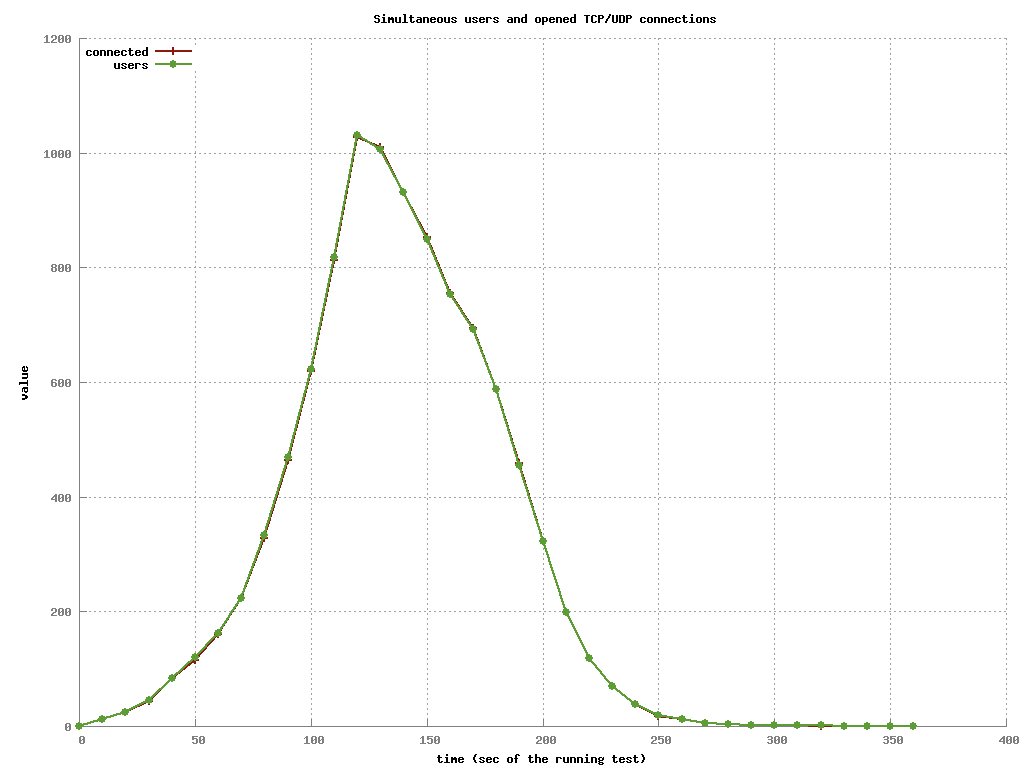 Simultaneous users and opened TCP/UDP connections
1200
connected
users
1000
800
600
value
400
200
0
0 50 100 150 200 250 300 350 400
time (sec of the running test)